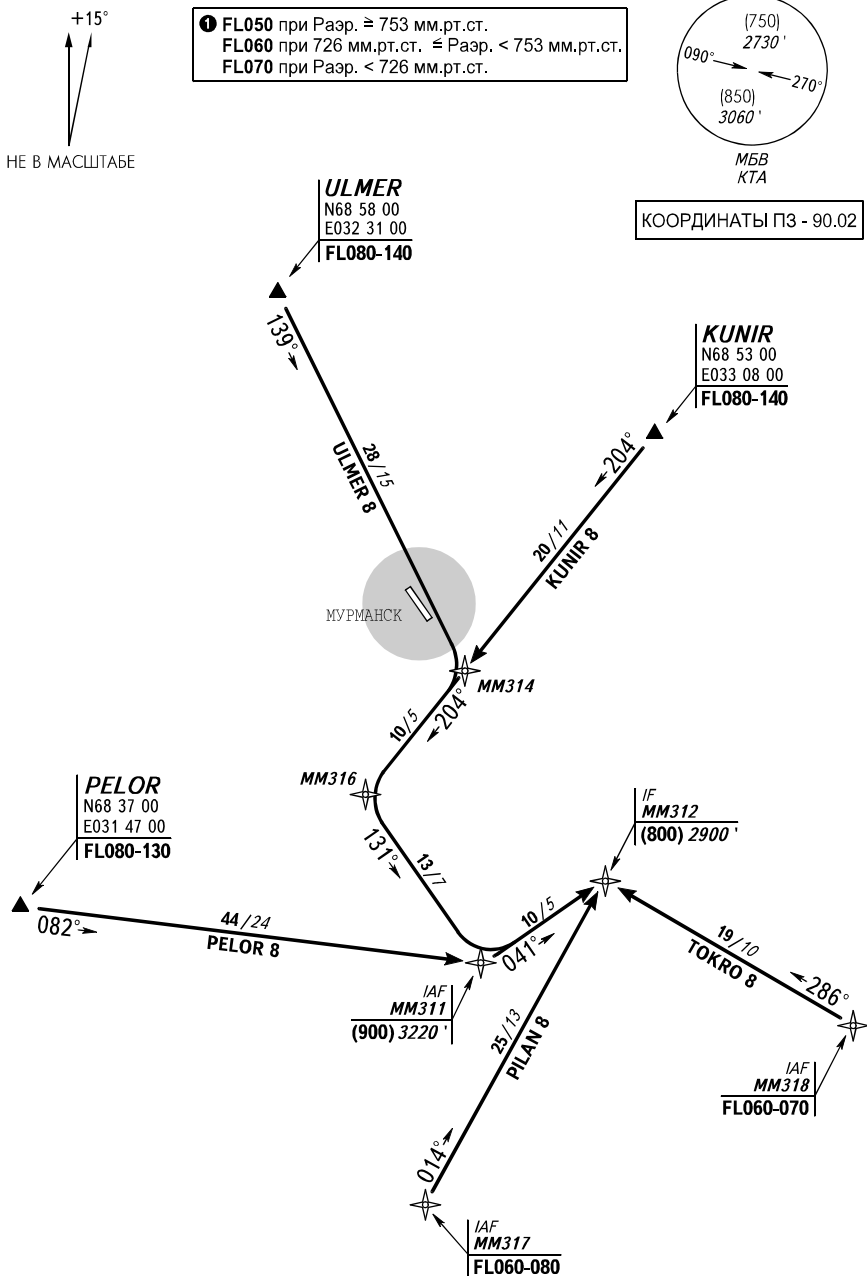 +15°
НЕ В МАСШТАБЕ
❶ FL050 при Pаэр. ≥ 753 мм.рт.ст.
FL060 при 726 мм.рт.ст. ≤ Pаэр. < 753 мм.рт.ст.
FL070 при Pаэр. < 726 мм.рт.ст.
(750)
2730 '
090°
270°
(850)
3060 '
МБВ
КТА
КООРДИНАТЫ ПЗ - 90.02
ULMER
N68 58 00
E032 31 00
FL080-140
139°
28/15
ULMER 8
KUNIR
N68 53 00
E033 08 00
FL080-140
204°
20/11
KUNIR 8
МУРМАНСК
MM314
204°
10/5
MM316
131°
13/7
PELOR
N68 37 00
E031 47 00
FL080-130
082°
44/24
PELOR 8
IAF
MM311
(900) 3220 '
041°
10/5
IF
MM312
(800) 2900 '
25/13
PILAN 8
014°
19/10
TOKRO 8
286°
IAF
MM318
FL060-070
IAF
MM317
FL060-080